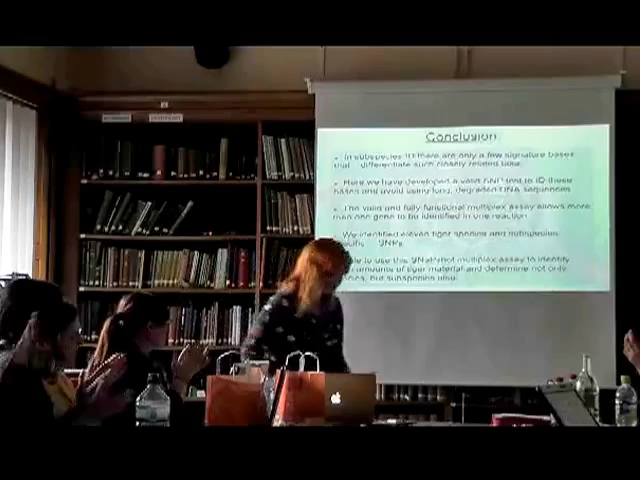 Conclusion
In subspecies ID there are only a few signature bases
that differentiate such closely related
Here we have developed a valid SNP test to ID these
bases and avoid using long, degraded DNA sequences
The valid and fully functional multiplex assay allows more
than one gene to be identified in one reaction
We identified eleven tiger species and subspecies
SNPs
to use this SNaPshot multiplex assay to identify
amounts of tiger material and determine not only
but subspecies also